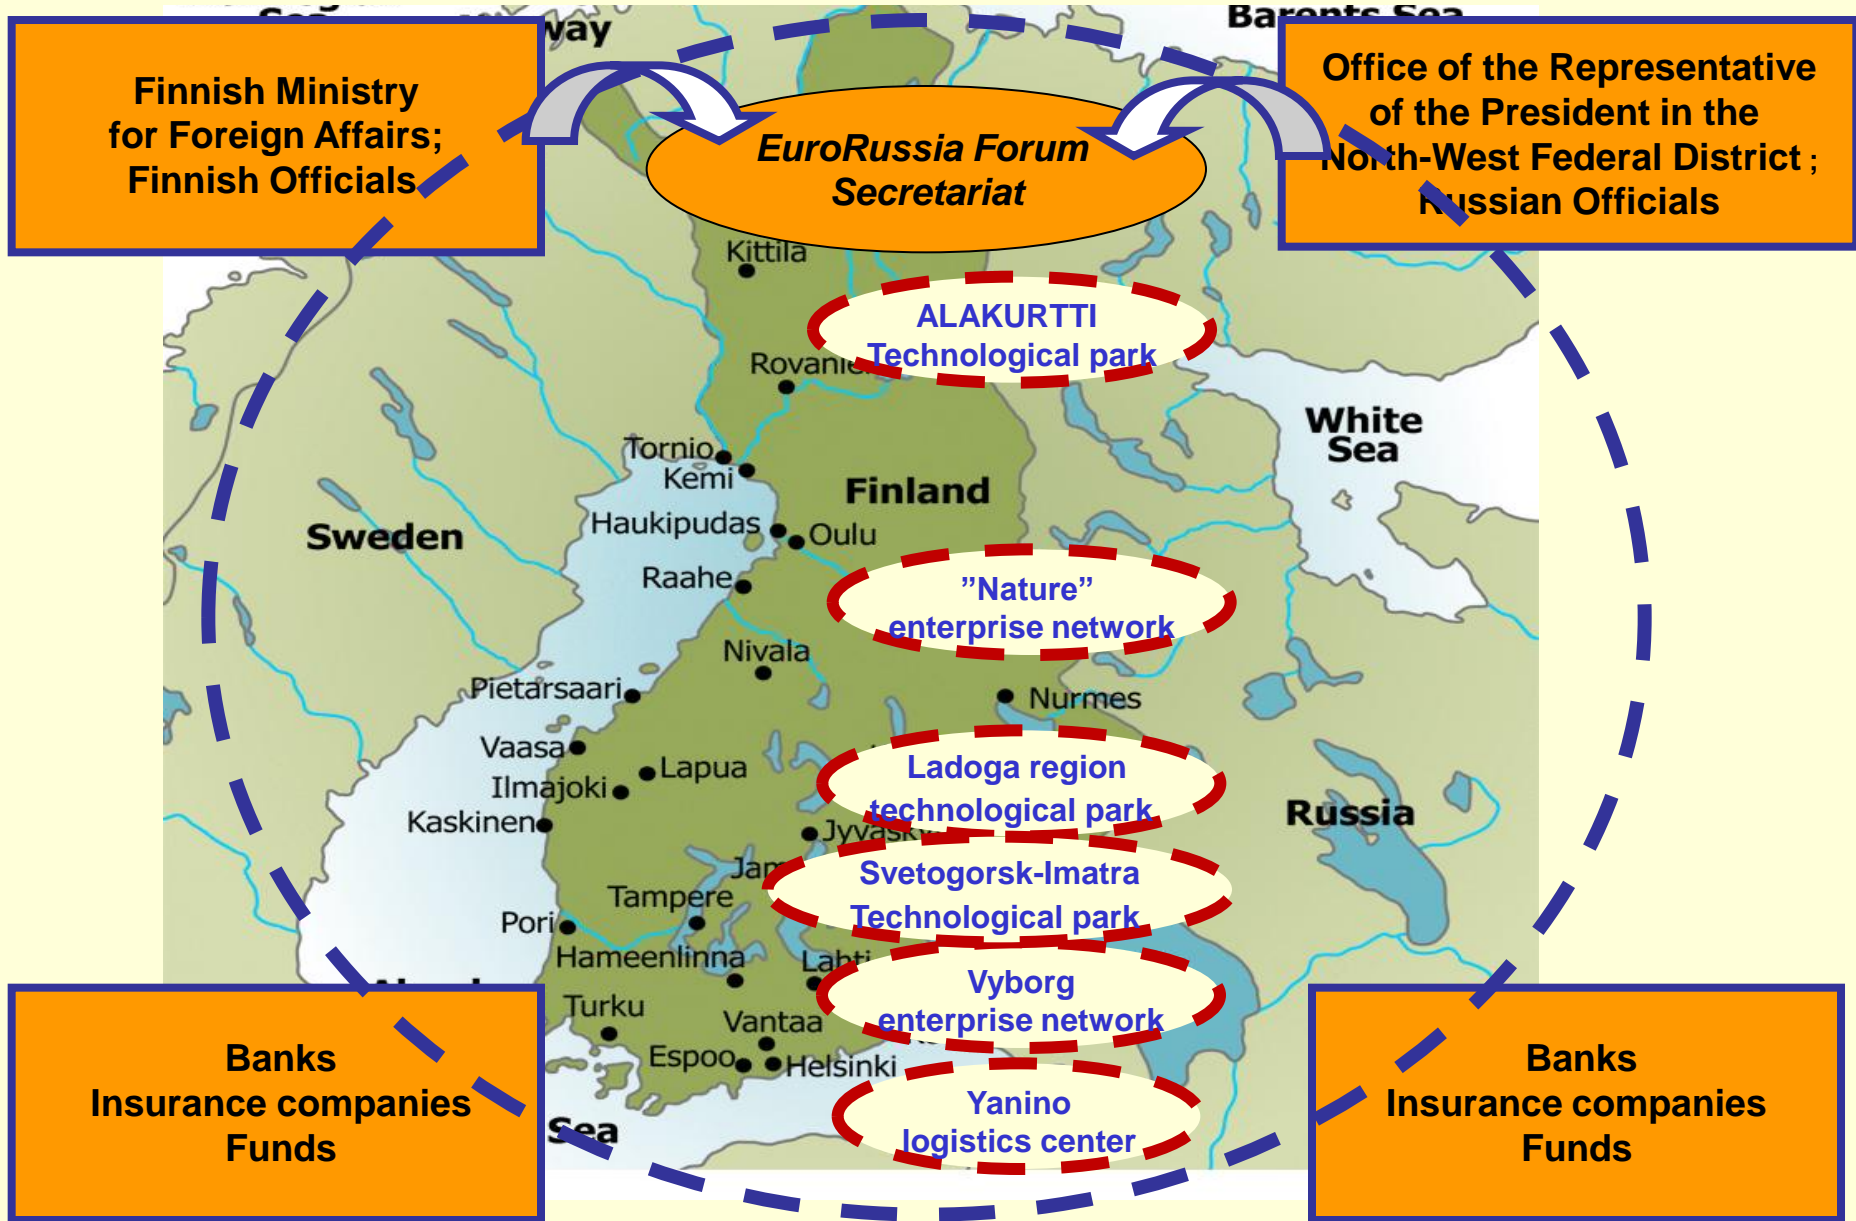 Sea
way
Barents Sea
Finnish Ministry
for Foreign Affairs;
Finnish Officials
EuroRussia Forum
Secretariat
Office of the Representative
of the President in the
North-West Federal District ;
Russian Officials
Kittila
ALAKURTTI
Technological park
Tornio
Kemi
White
Sea
Finland
Haukipudas
Oulu
Sweden
Raahe
”Nature”
enterprise network
Nivala
Pietarsaari
Nurmes
Vaasa
Lapua
Ilmajoki
Kaskinen
Ladoga region
technological park
Russia
Svetogorsk-Imatra
Technological park
Tampere
Pori
Hameenlinna
Lahti
Vyborg
enterprise network
Turku
Vantaa
Espoo
Helsinki
Yanino
logistics center
Sea
Banks
Insurance companies
Funds
Banks
Insurance companies
Funds